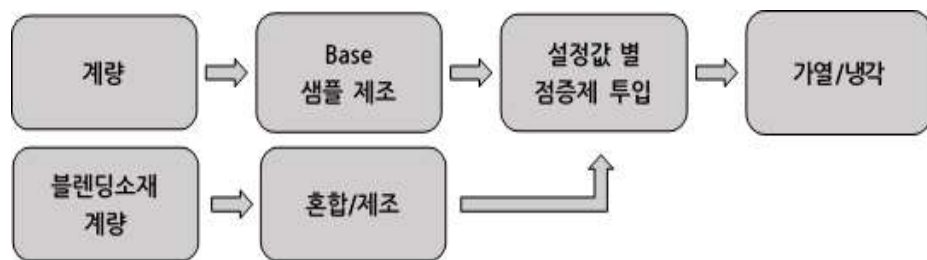 계량
Base
샘플 제조
설정값 별
점증제 투입
가열/냉각
블렌딩소재
계량
혼합/제조